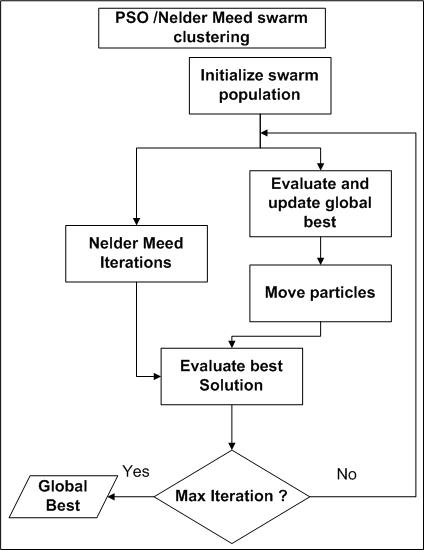 PSO /Nelder Meed swarm
clustering
Initialize swarm
population
Evaluate and
update global
best
Nelder Meed
Iterations
Move particles
Evaluate best
Solution
Max Iteration ?
Yes
No
Global
Best